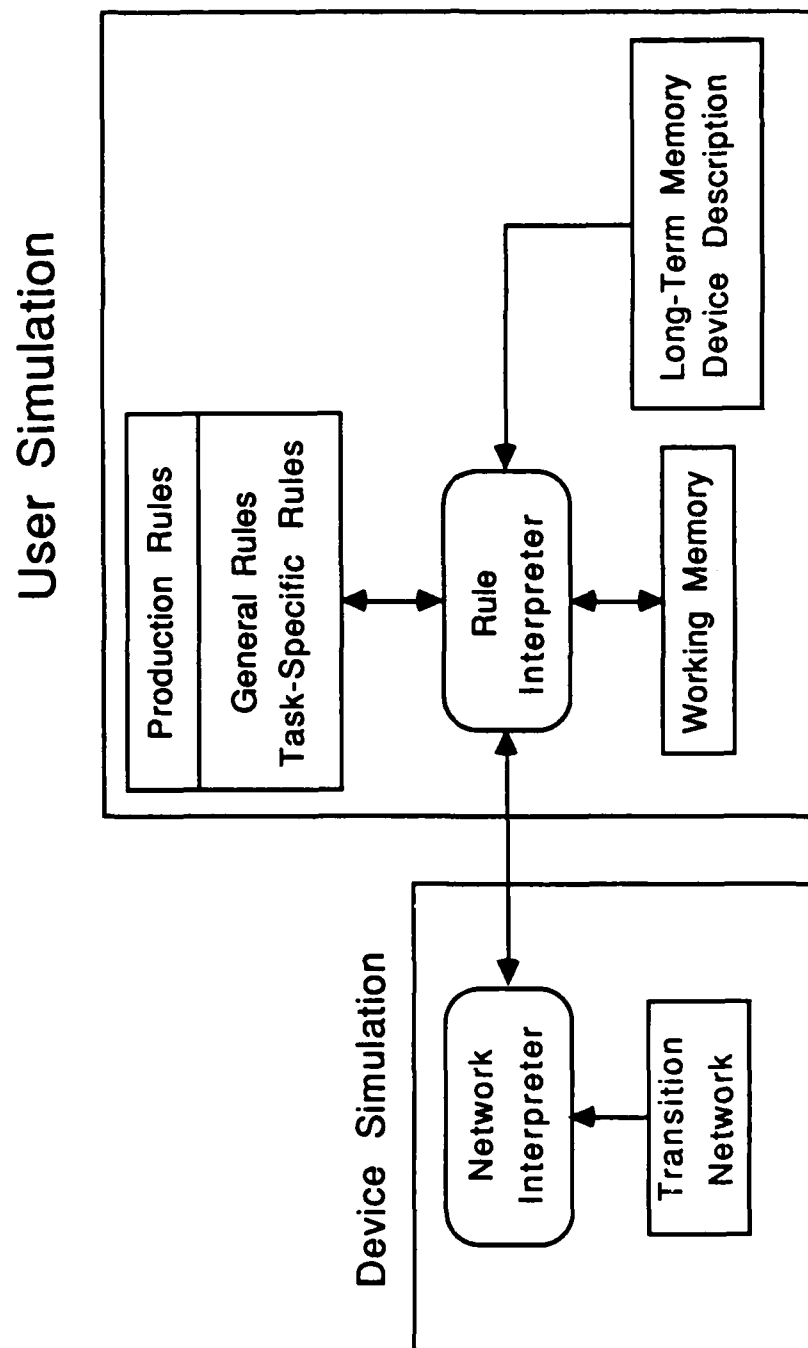 User Simulation
Device Simulation
Production Rules
General Rules
Task-Specific Rules
Network
Interpreter
Rule
Interpreter
Transition
Network
Working Memory
Long-Term Memory
Device Description